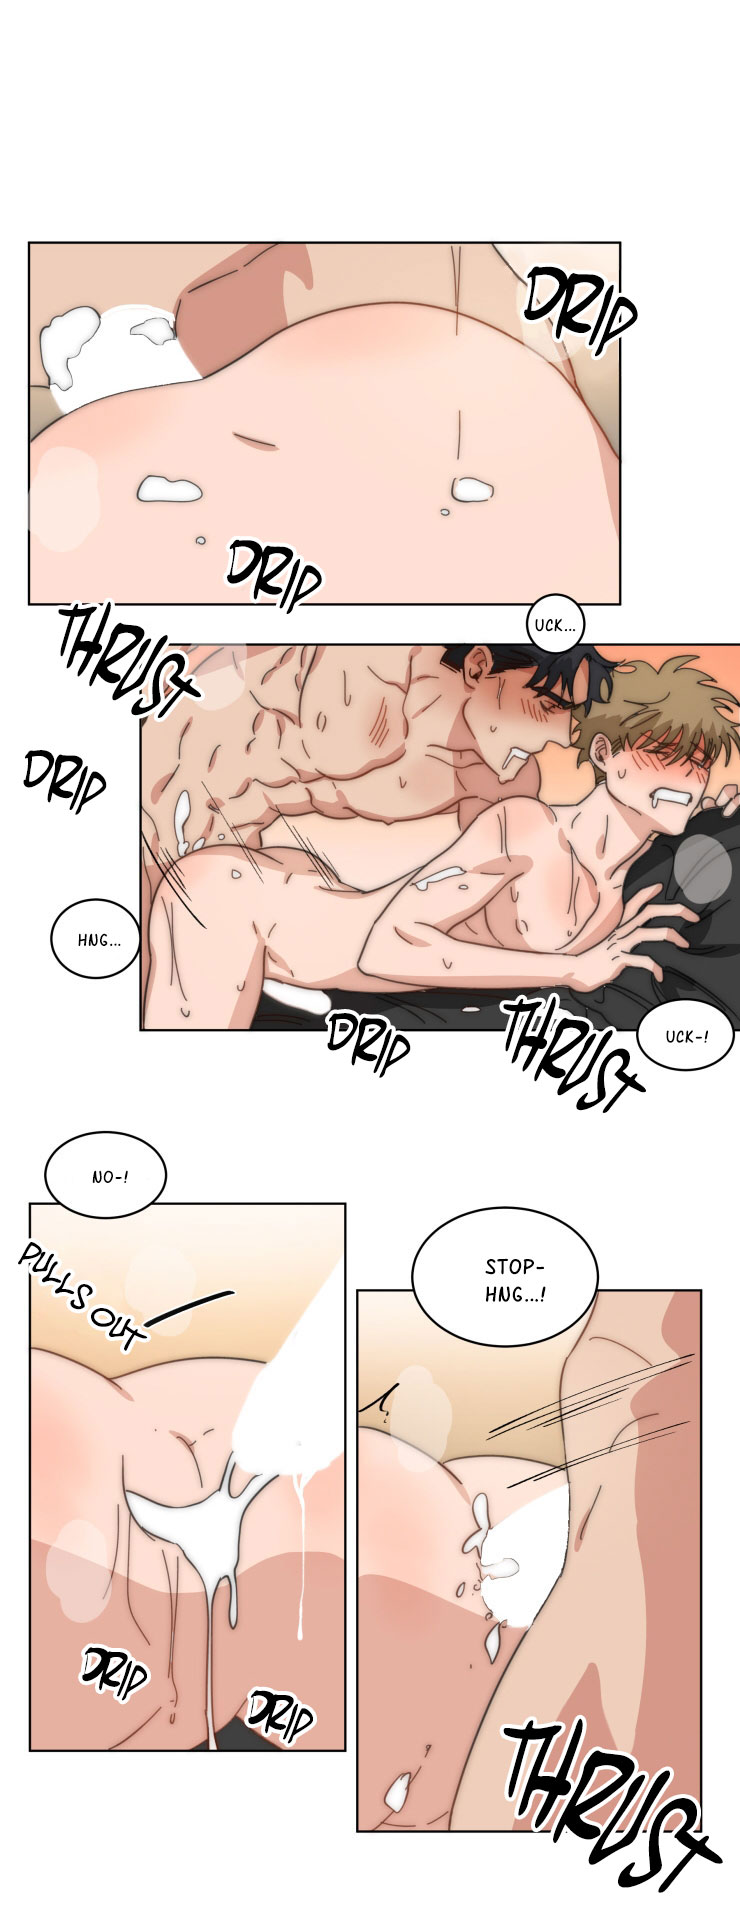 DRIP
DRIP
UCK...
THRUST
DRIP
HNG...
UCK-!
DRIP
THRUST
NO-!
PULLS OUT
STOP-
HNG...!
DRIP
DRIP
THRUST